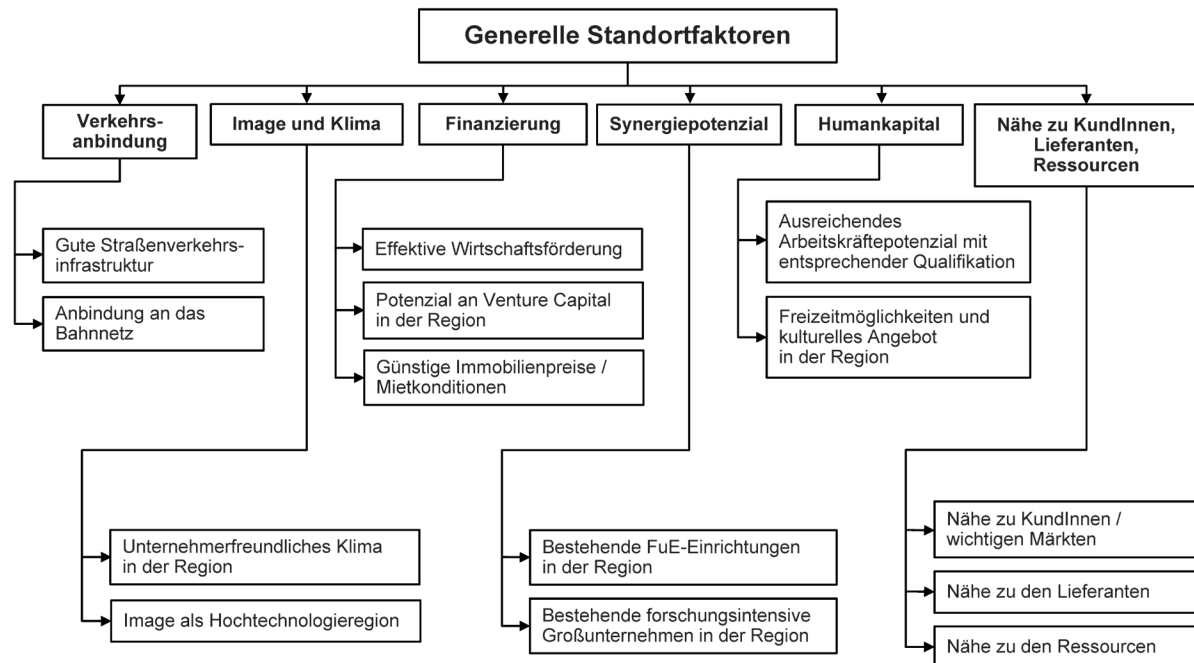 Generelle Standortfaktoren
Verkehrs-
anbindung
Image und Klima
Finanzierung
Synergiepotenzial
Humankapital
Nähe zu KundInnen,
Lieferanten,
Ressourcen
Gute Straßenverkehrs-
infrastruktur
Anbindung an das
Bahnnetz
Effektive Wirtschaftsförderung
Potenzial an Venture Capital
in der Region
Günstige Immobilienpreise /
Mietkonditionen
Ausreichendes
Arbeitskräftepotenzial mit
entsprechender Qualifikation
Freizeitmöglichkeiten und
kulturelles Angebot
in der Region
Unternehmerfreundliches Klima
in der Region
Image als Hochtechnologieregion
Bestehende FuE-Einrichtungen
in der Region
Bestehende forschungsintensive
Großunternehmen in der Region
Nähe zu KundInnen /
wichtigen Märkten
Nähe zu den Lieferanten
Nähe zu den Ressourcen